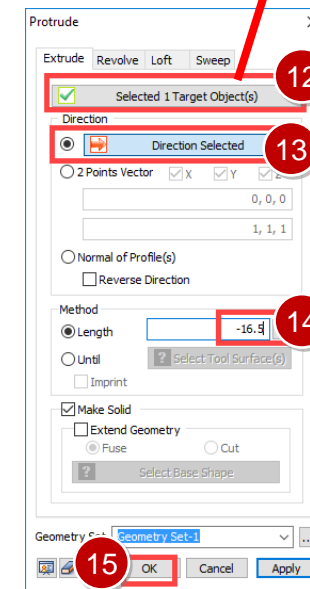 Protrude
Extrude Revolve Loft Sweep
12
Selected 1 Target Object(s)
Direction
Direction Selected
13
2 Points Vector X Y
0, 0, 0
1, 1, 1
Normal of Profile(s)
Reverse Direction
Method
Length -16.5
14
Until ? Select Tool Surface(s)
Imprint
Make Solid
Extend Geometry
Fuse Cut
? Select Base Shape
Geometry Set Geometry Set-1 ...
15
OK Cancel Apply